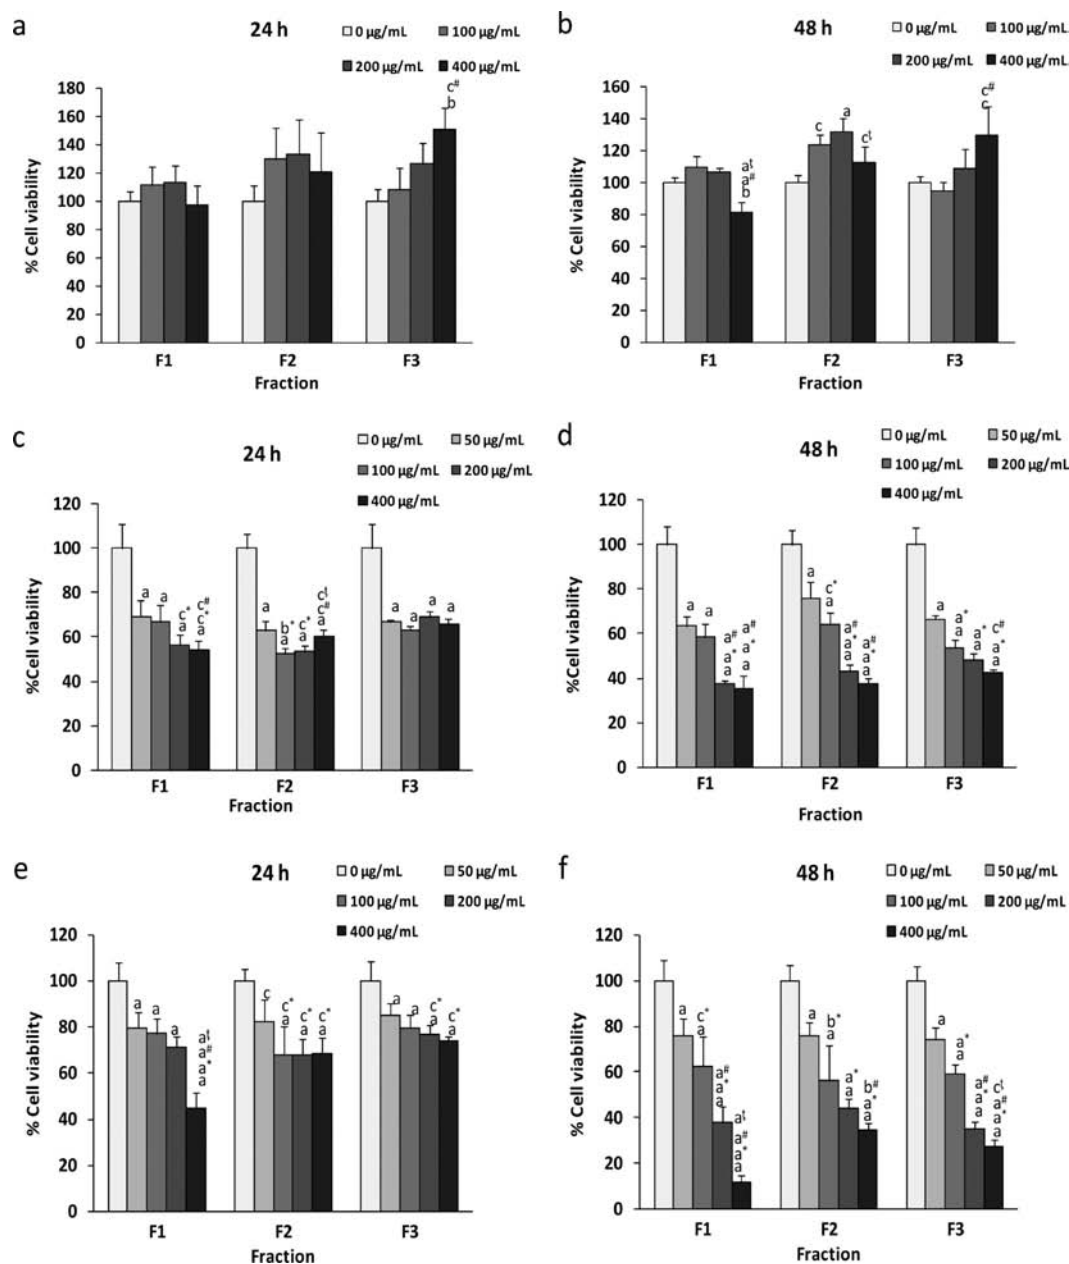 a
24 h
0 µg/mL 100 µg/mL
200 µg/mL 400 µg/mL
% Cell viability
180
160
140
120
100
80
60
40
20
0
c#
b
F1 F2 F3
Fraction
b
48 h
0 µg/mL 100 µg/mL
200 µg/mL 400 µg/mL
% Cell viability
160
140
120
100
80
60
40
20
0
a
a#
b
c
a
c
c#
c
F1 F2 F3
Fraction
c
24 h
0 µg/mL 50 µg/mL
100 µg/mL 200 µg/mL
400 µg/mL
%Cell viability
120
100
80
60
40
20
0
a a
c*
a
c#
c*
a
a
b*
a
c*
a
c
c#
a
a a a a
F1 F2 F3
Fraction
d
48 h
0 µg/mL 50 µg/mL
100 µg/mL 200 µg/mL
400 µg/mL
%Cell viability
120
100
80
60
40
20
0
a a
a#
a*
a
a#
a*
a
a
c*
a
a#
a*
a
a#
a*
a
a
a*
a
a*
a
c#
a*
a
F1 F2 F3
Fraction
e
24 h
0 µg/mL 50 µg/mL
100 µg/mL 200 µg/mL
400 µg/mL
% Cell viability
120
100
80
60
40
20
0
a a a
a
a#
a*
a
c
c*
a
c*
a
c*
a
a a
c*
a
c*
a
F1 F2 F3
Fraction
f
48 h
0 µg/mL 50 µg/mL
100 µg/mL 200 µg/mL
400 µg/mL
% Cell viability
120
100
80
60
40
20
0
a
c*
a
a#
a*
a
a
a#
a*
a
a
b*
a
a*
a
b#
a*
a
a
a*
a
a#
a*
a
c
a#
a*
a
F1 F2 F3
Fraction